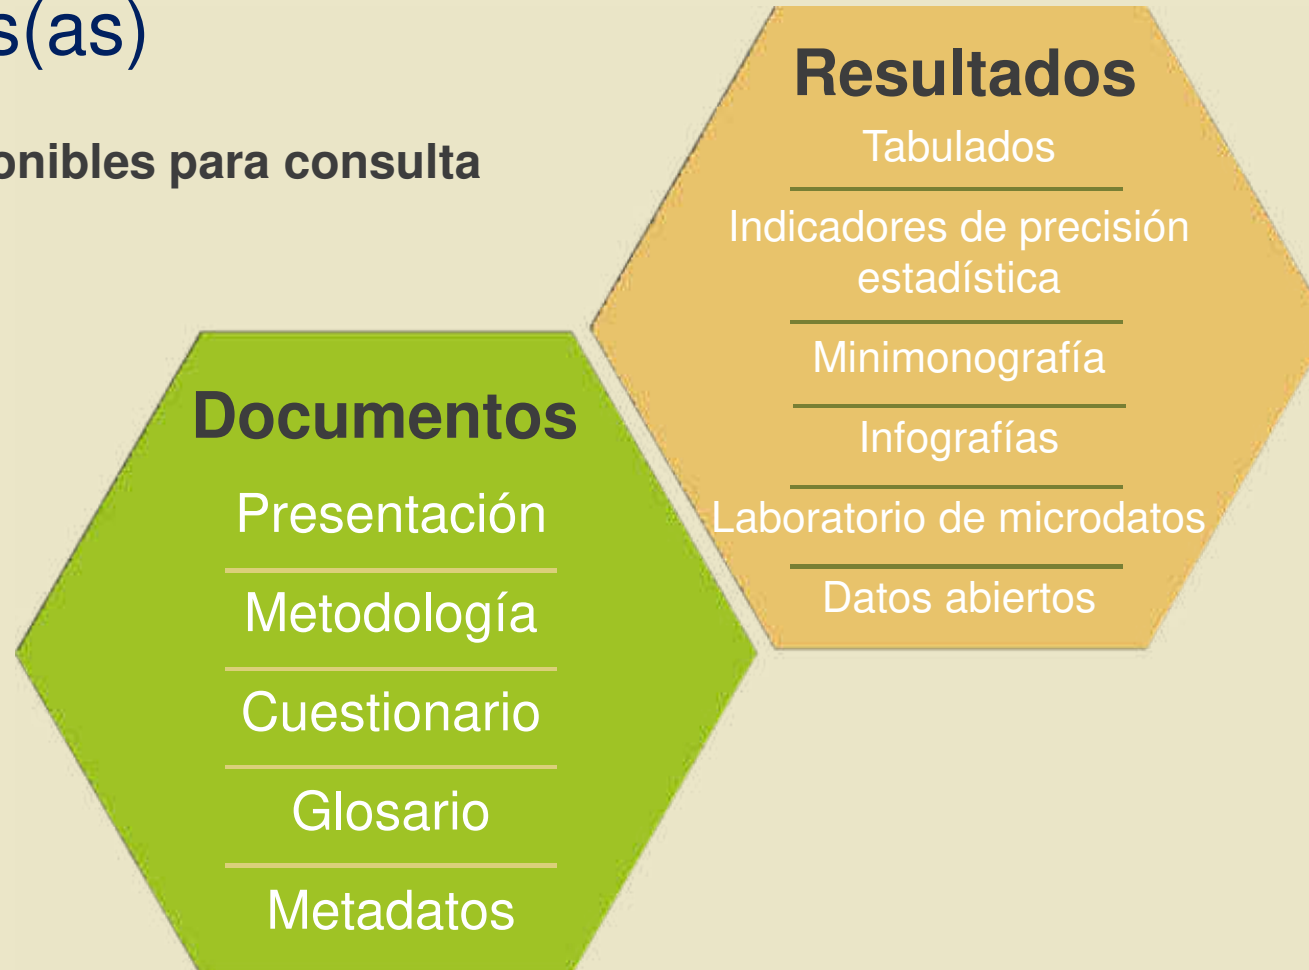 s(as)
onibles para consulta
Resultados
Tabulados
Indicadores de precisión
estadística
Minimonografía
Infografías
Laboratorio de microdatos
Datos abiertos
Documentos
Presentación
Metodología
Cuestionario
Glosario
Metadatos